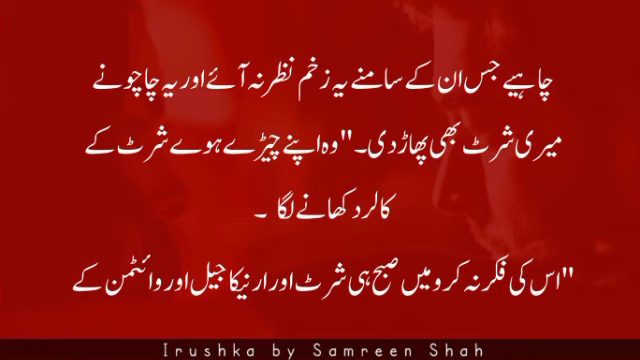 چاہیے جس ان کے سامنے یہ زخم نظر نہ آئے اور یہ چاچو نے
میری شرٹ بھی پھاڑ دی۔" وہ اپنے چیڑے ہوے شرٹ کے
کالر دکھانے لگا ۔
"اس کی فکر نہ کرو میں صبح ہی شرٹ اور ارنیکا جیل اور وائٹمن کے
Irushka by Samreen Shah